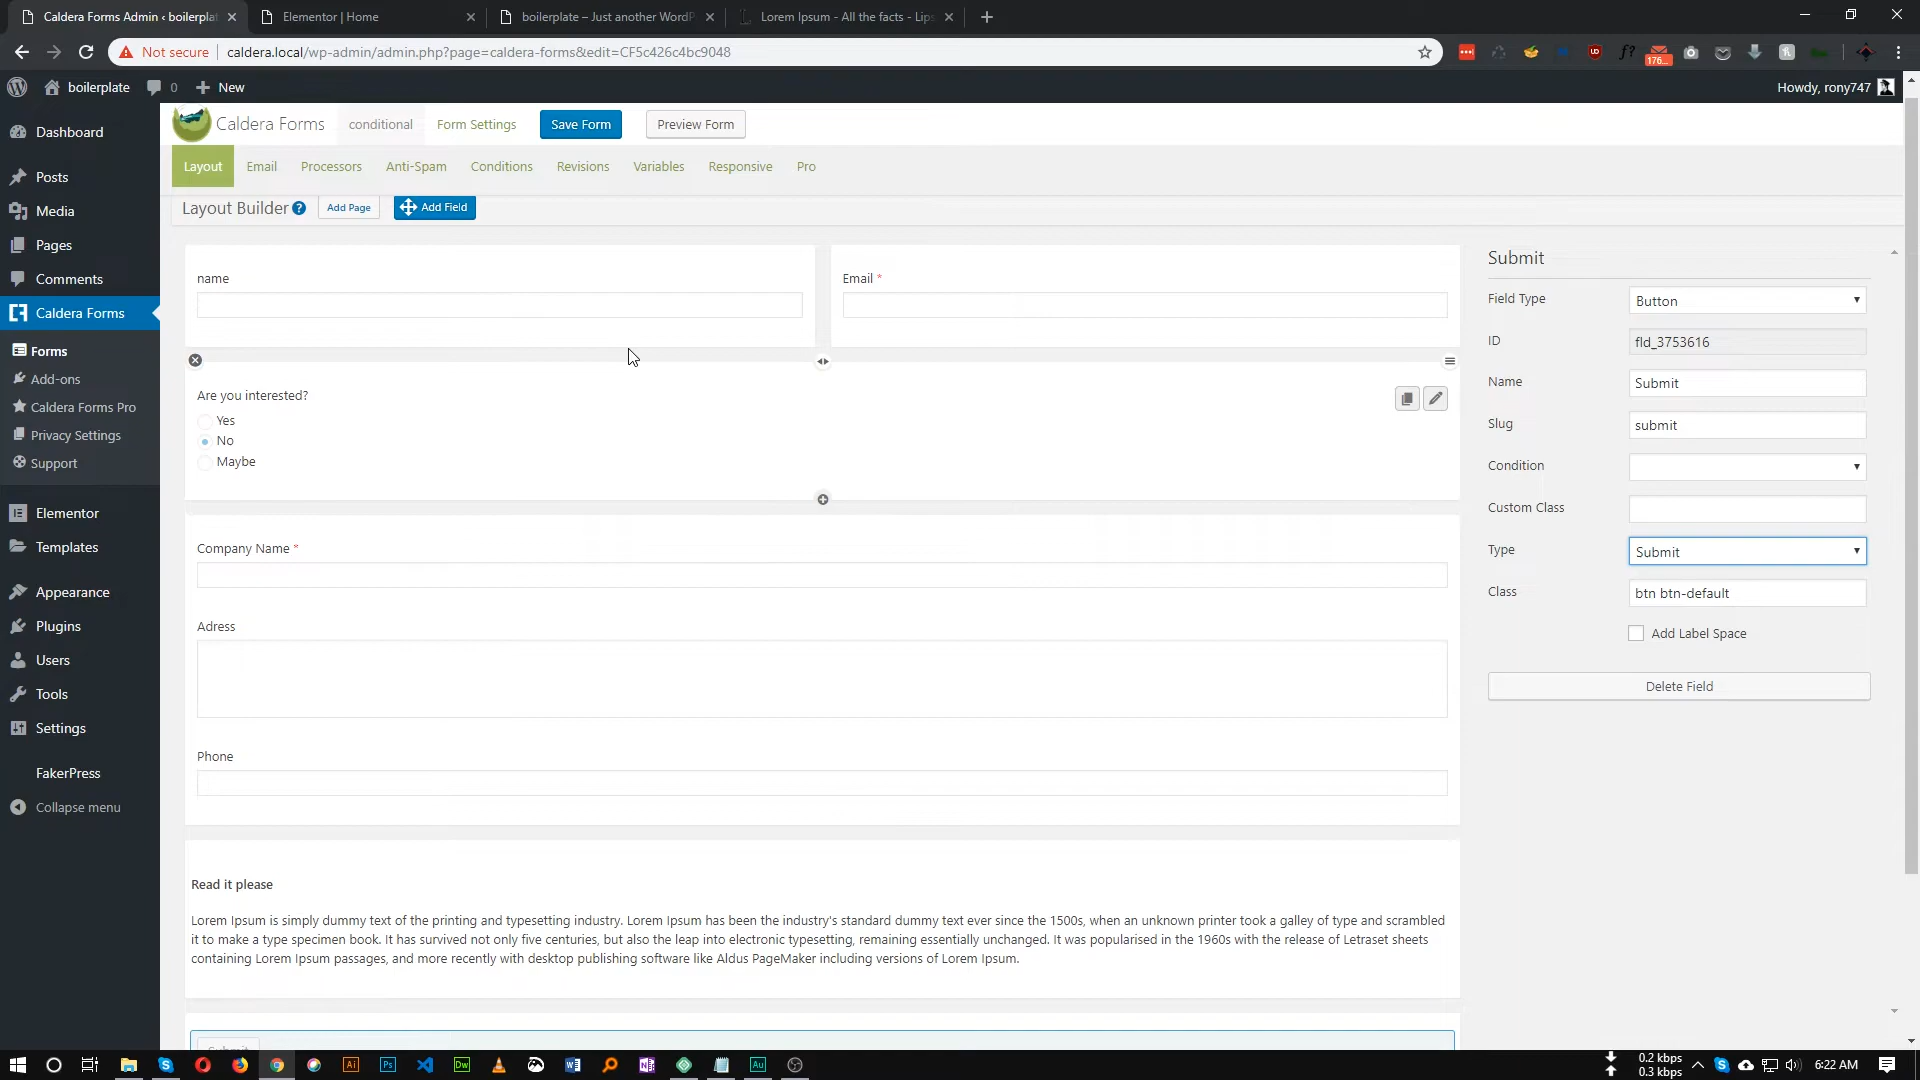 Caldera Forms Admin ‹ boilerplat
Elementor | Home
boilerplate – Just another WordP
Lorem Ipsum - All the facts - Lips
Not secure
caldera.local/wp-admin/admin.php?page=caldera-forms&edit=CF5c426c4bc9048
176...
boilerplate
0
New
Howdy, rony747
Dashboard
Posts
Media
Pages
Comments
Caldera Forms
Forms
Add-ons
Caldera Forms Pro
Privacy Settings
Support
Elementor
Templates
Appearance
Plugins
Users
Tools
Settings
FakerPress
Collapse menu
Caldera Forms
conditional
Form Settings
Save Form
Preview Form
Layout
Email
Processors
Anti-Spam
Conditions
Revisions
Variables
Responsive
Pro
Layout Builder
Add Page
Add Field
name
Email *
Are you interested?
Yes
No
Maybe
Company Name *
Adress
Phone
Read it please
Lorem Ipsum is simply dummy text of the printing and typesetting industry. Lorem Ipsum has been the industry's standard dummy text ever since the 1500s, when an unknown printer took a galley of type and scrambled
it to make a type specimen book. It has survived not only five centuries, but also the leap into electronic typesetting, remaining essentially unchanged. It was popularised in the 1960s with the release of Letraset sheets
containing Lorem Ipsum passages, and more recently with desktop publishing software like Aldus PageMaker including versions of Lorem Ipsum.
Submit
Submit
Field Type
Button
ID
fld_3753616
Name
Submit
Slug
submit
Condition
Custom Class
Type
Submit
Class
btn btn-default
Add Label Space
Delete Field
0.2 kbps
0.3 kbps
6:22 AM